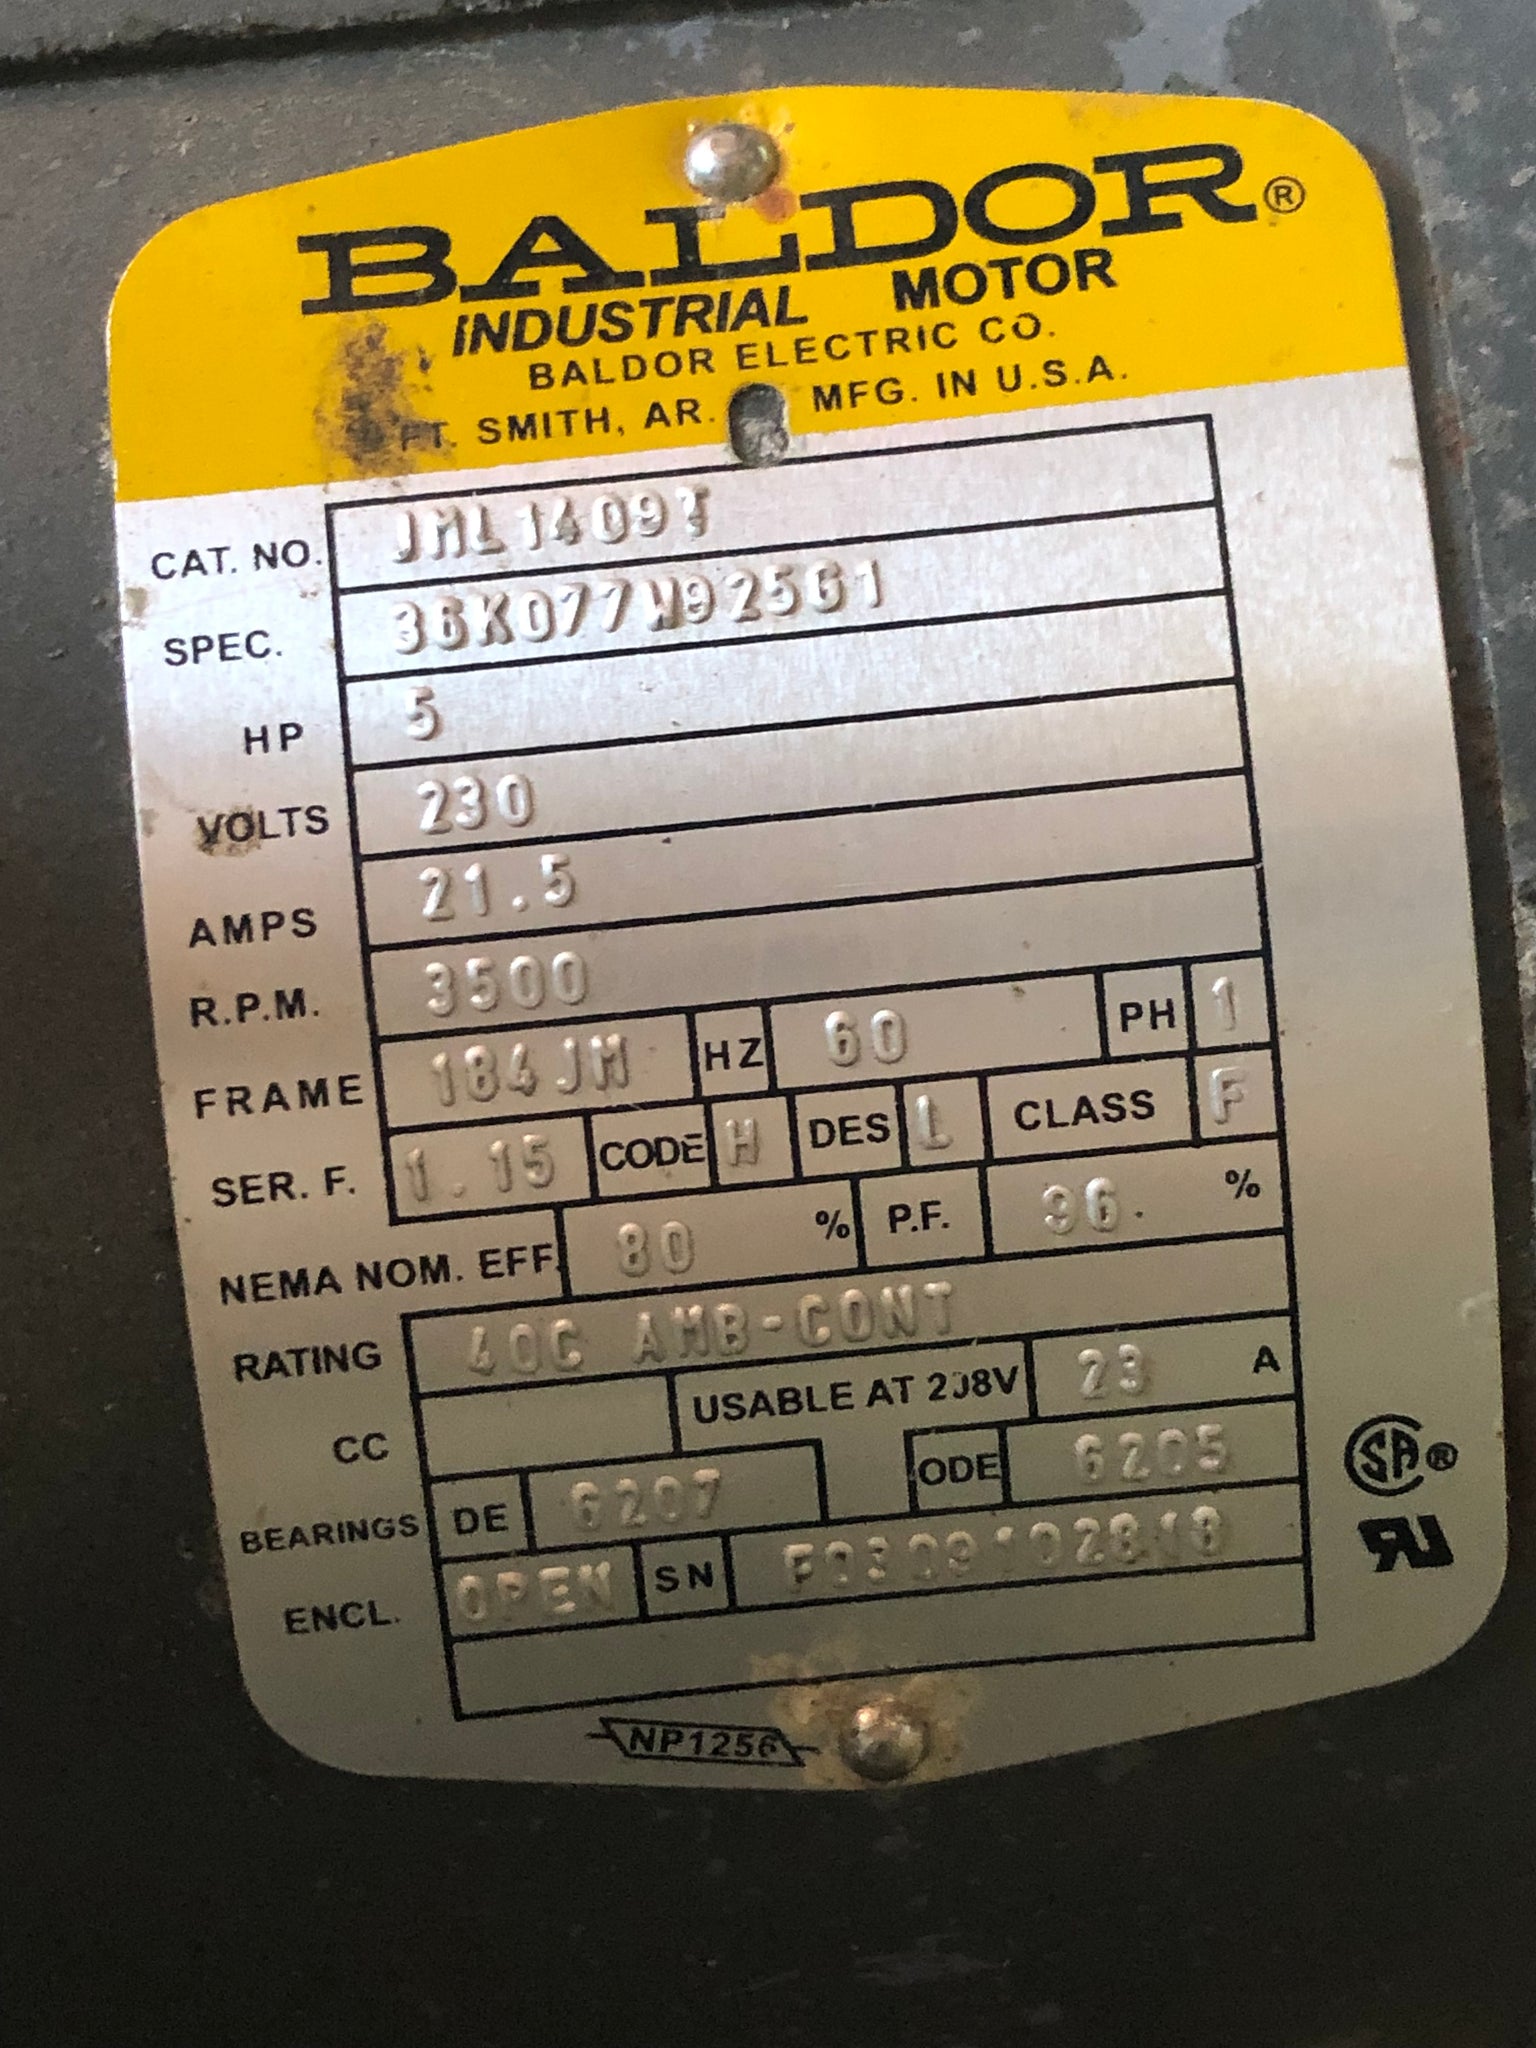 BALDOR®
INDUSTRIAL MOTOR
BALDOR ELECTRIC CO.
FT. SMITH, AR. MFG. IN U.S.A.
CAT. NO. JML1409T
SPEC. 36K077W925G1
HP 5
VOLTS 230
AMPS 21.5
R.P.M. 3500
FRAME 184JM HZ 60 PH 1
SER. F. 1.15 CODE H DES L CLASS F
NEMA NOM. EFF. 80 % P.F. 96. %
RATING 40C AMB-CONT
CC USABLE AT 208V 23 A
BEARINGS DE 6207 ODE 6205
ENCL. OPEN SN F0309102818
SA®
RU
NP1256